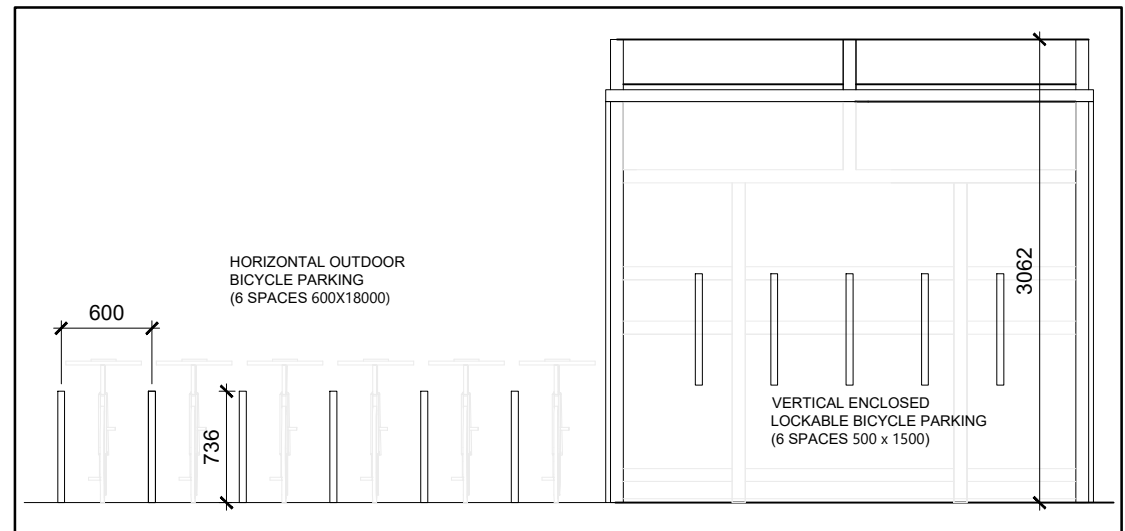 HORIZONTAL OUTDOOR
BICYCLE PARKING
(6 SPACES 600X18000)
600
736
3062
VERTICAL ENCLOSED
LOCKABLE BICYCLE PARKING
(6 SPACES 500 x 1500)